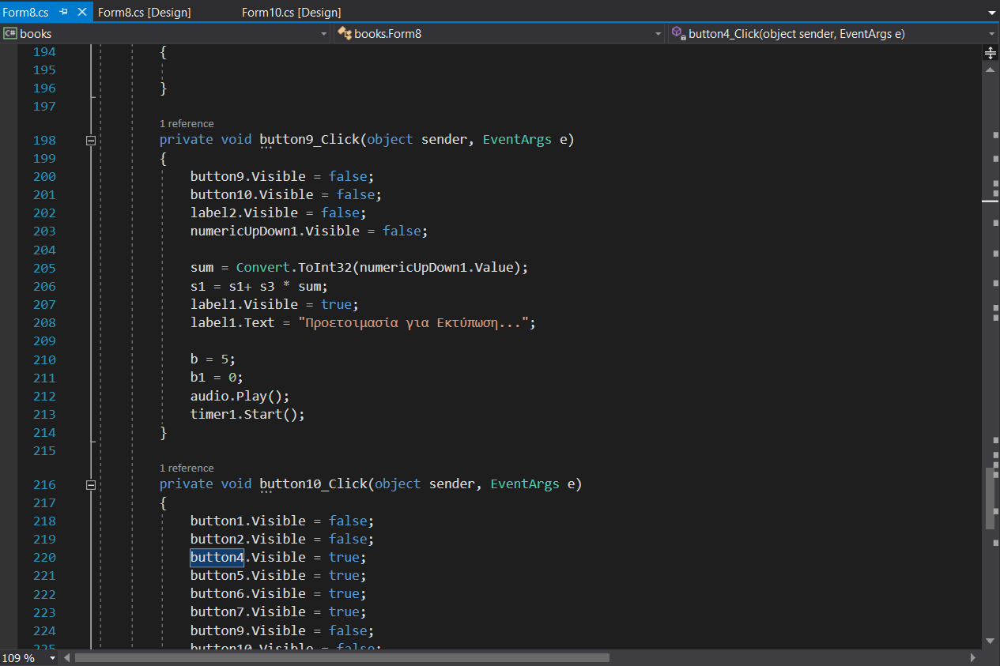 Form8.cs Form8.cs [Design] Form10.cs [Design]
C# books books.Form8 button4_Click(object sender, EventArgs e)
194 {
195
196 }
197
1 reference
198 private void button9_Click(object sender, EventArgs e)
199 {
200 button9.Visible = false;
201 button10.Visible = false;
202 label2.Visible = false;
203 numericUpDown1.Visible = false;
204
205 sum = Convert.ToInt32(numericUpDown1.Value);
206 s1 = s1+ s3 * sum;
207 label1.Visible = true;
208 label1.Text = "Προετοιμασία για Εκτύπωση...";
209
210 b = 5;
211 b1 = 0;
212 audio.Play();
213 timer1.Start();
214 }
215
1 reference
216 private void button10_Click(object sender, EventArgs e)
217 {
218 button1.Visible = false;
219 button2.Visible = false;
220 button4.Visible = true;
221 button5.Visible = true;
222 button6.Visible = true;
223 button7.Visible = true;
224 button9.Visible = false;
225 button10.Visible = false;
109 %